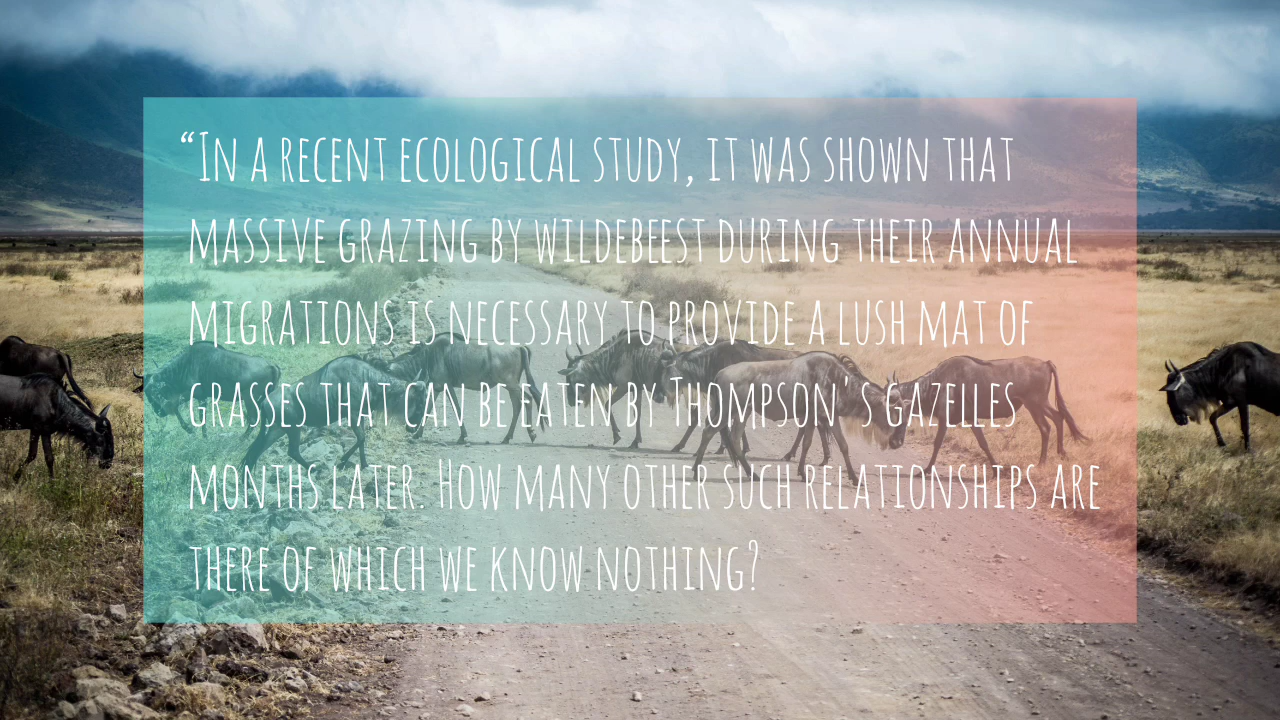 “In a recent ecological study, it was shown that
massive grazing by wildebeest during their annual
migrations is necessary to provide a lush mat of
grasses that can be eaten by Thompson's gazelles
months later. How many other such relationships are
there of which we know nothing?